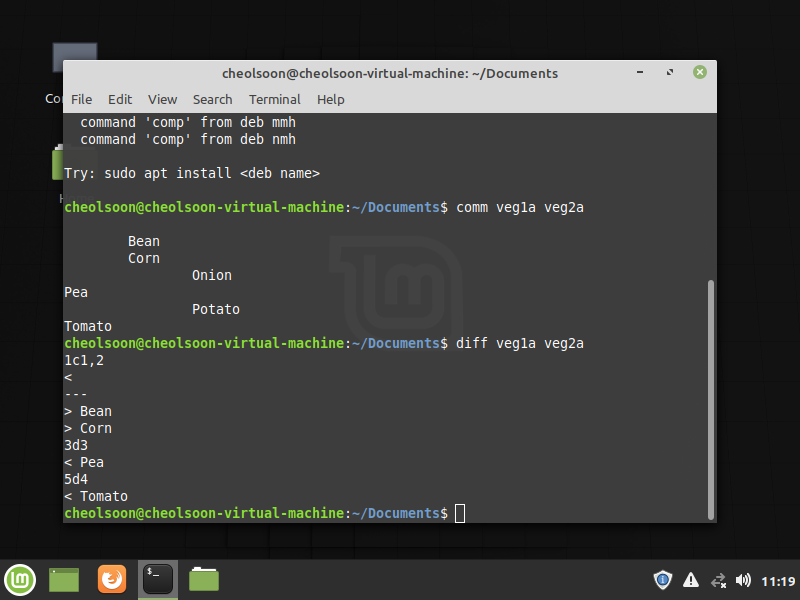 cheolsoon@cheolsoon-virtual-machine: ~/Documents
File Edit View Search Terminal Help
command 'comp' from deb mmh
command 'comp' from deb nmh
Try: sudo apt install <deb name>
cheolsoon@cheolsoon-virtual-machine:~/Documents$ comm veg1a veg2a
Bean
Corn
Onion
Pea
Potato
Tomato
cheolsoon@cheolsoon-virtual-machine:~/Documents$ diff veg1a veg2a
1c1,2
<
---
> Bean
> Corn
3d3
< Pea
5d4
< Tomato
cheolsoon@cheolsoon-virtual-machine:~/Documents$
11:19